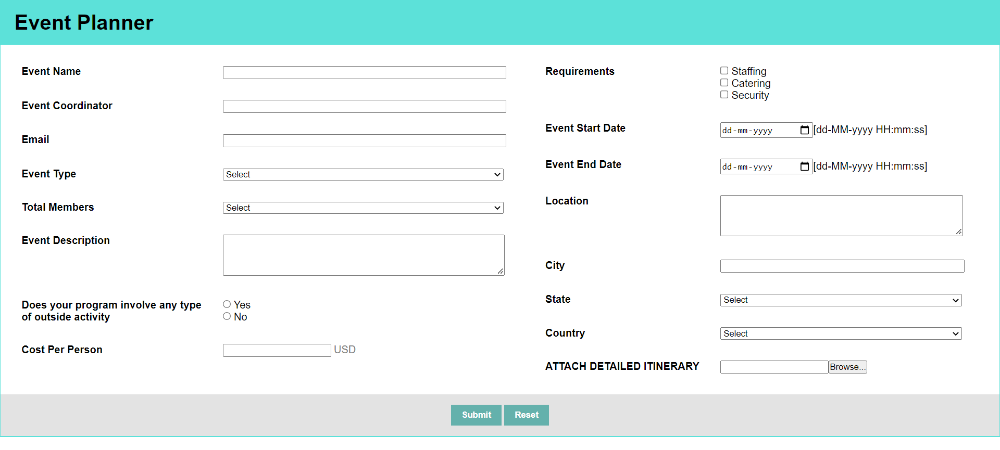 Event Planner
Event Name
Event Coordinator
Email
Event Type Select
Total Members Select
Event Description
Does your program involve any type
of outside activity
Yes
No
Cost Per Person USD
Requirements
Staffing
Catering
Security
Event Start Date dd-mm-yyyy [dd-MM-yyyy HH:mm:ss]
Event End Date dd-mm-yyyy [dd-MM-yyyy HH:mm:ss]
Location
City
State Select
Country Select
ATTACH DETAILED ITINERARY Browse...
Submit Reset